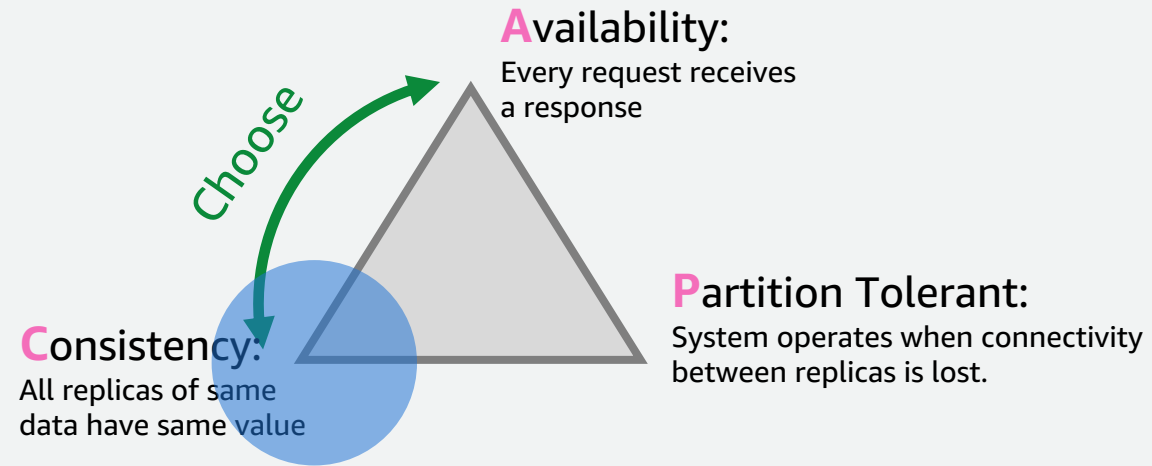 Availability:
Every request receives
a response
Choose
Partition Tolerant:
System operates when connectivity
between replicas is lost.
Consistency:
All replicas of same
data have same value